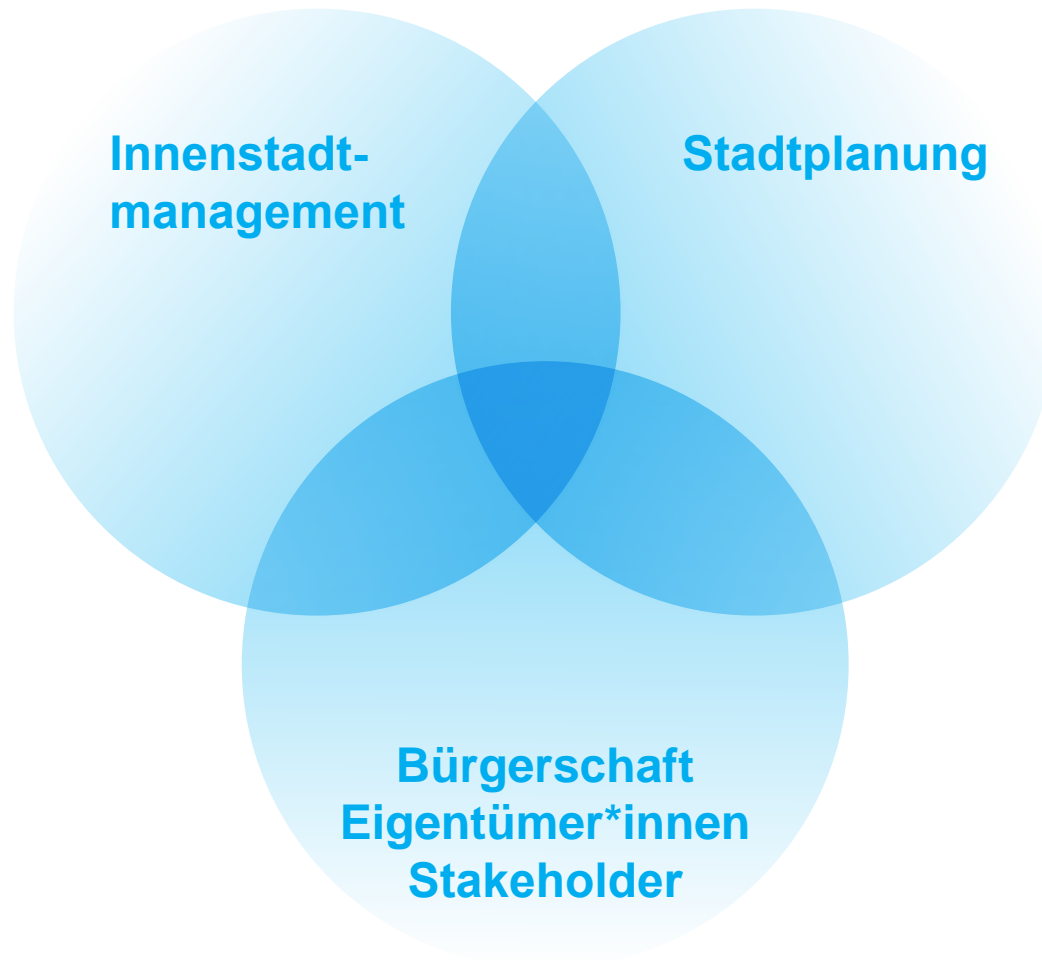 Innenstadt-
management
Stadtplanung
Bürgerschaft
Eigentümer*innen
Stakeholder